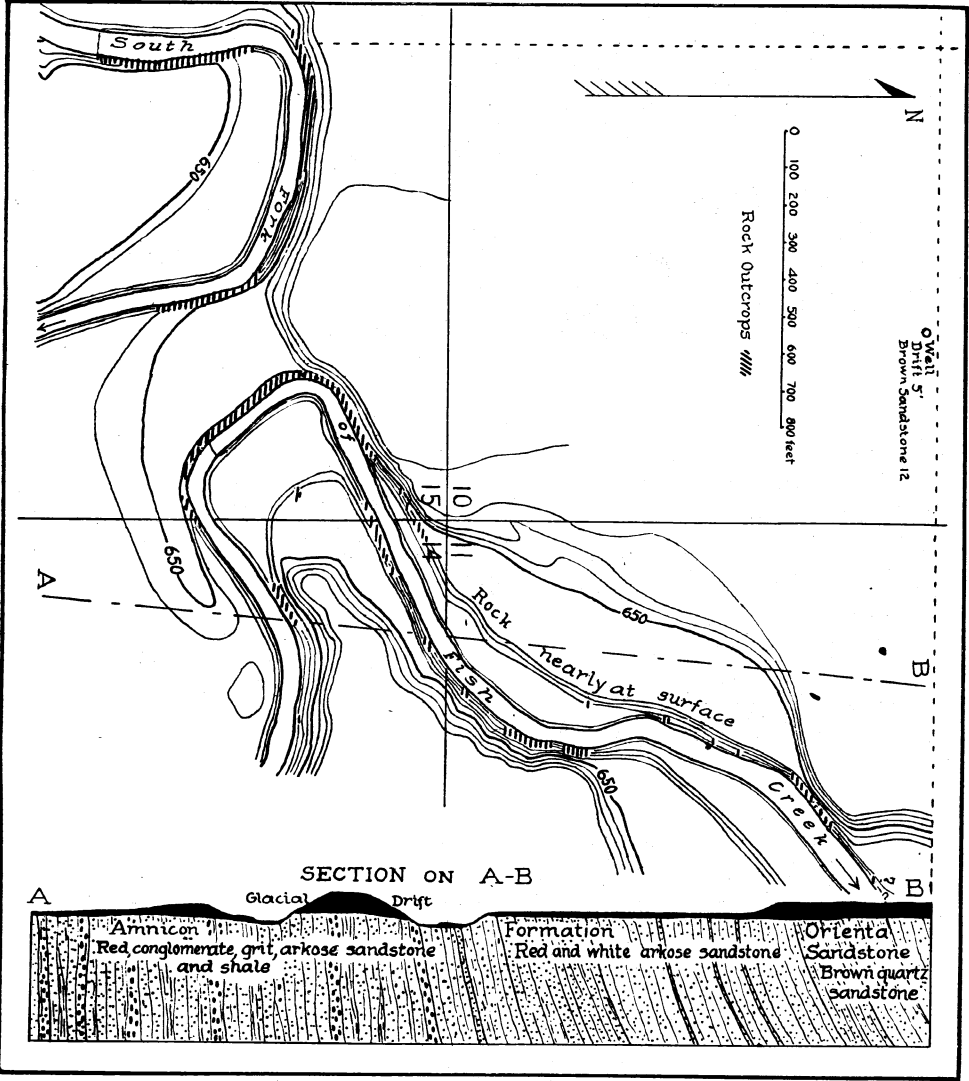 South
Fork
of
Fish
Creek
650
650
650
650
N
0 100 200 300 400 500 600 700 800 feet
Rock Outcrops
Well
Drift 5'
Brown Sandstone 12
15 10
14 11
Rock nearly at surface
A
B
? ?
SECTION ON A-B
A
B
Glacial Drift
Amnicon Formation
Red, conglomerate, grit, arkose sandstone
and shale
Red and white arkose sandstone
Orienta
Sandstone
Brown quartz
sandstone